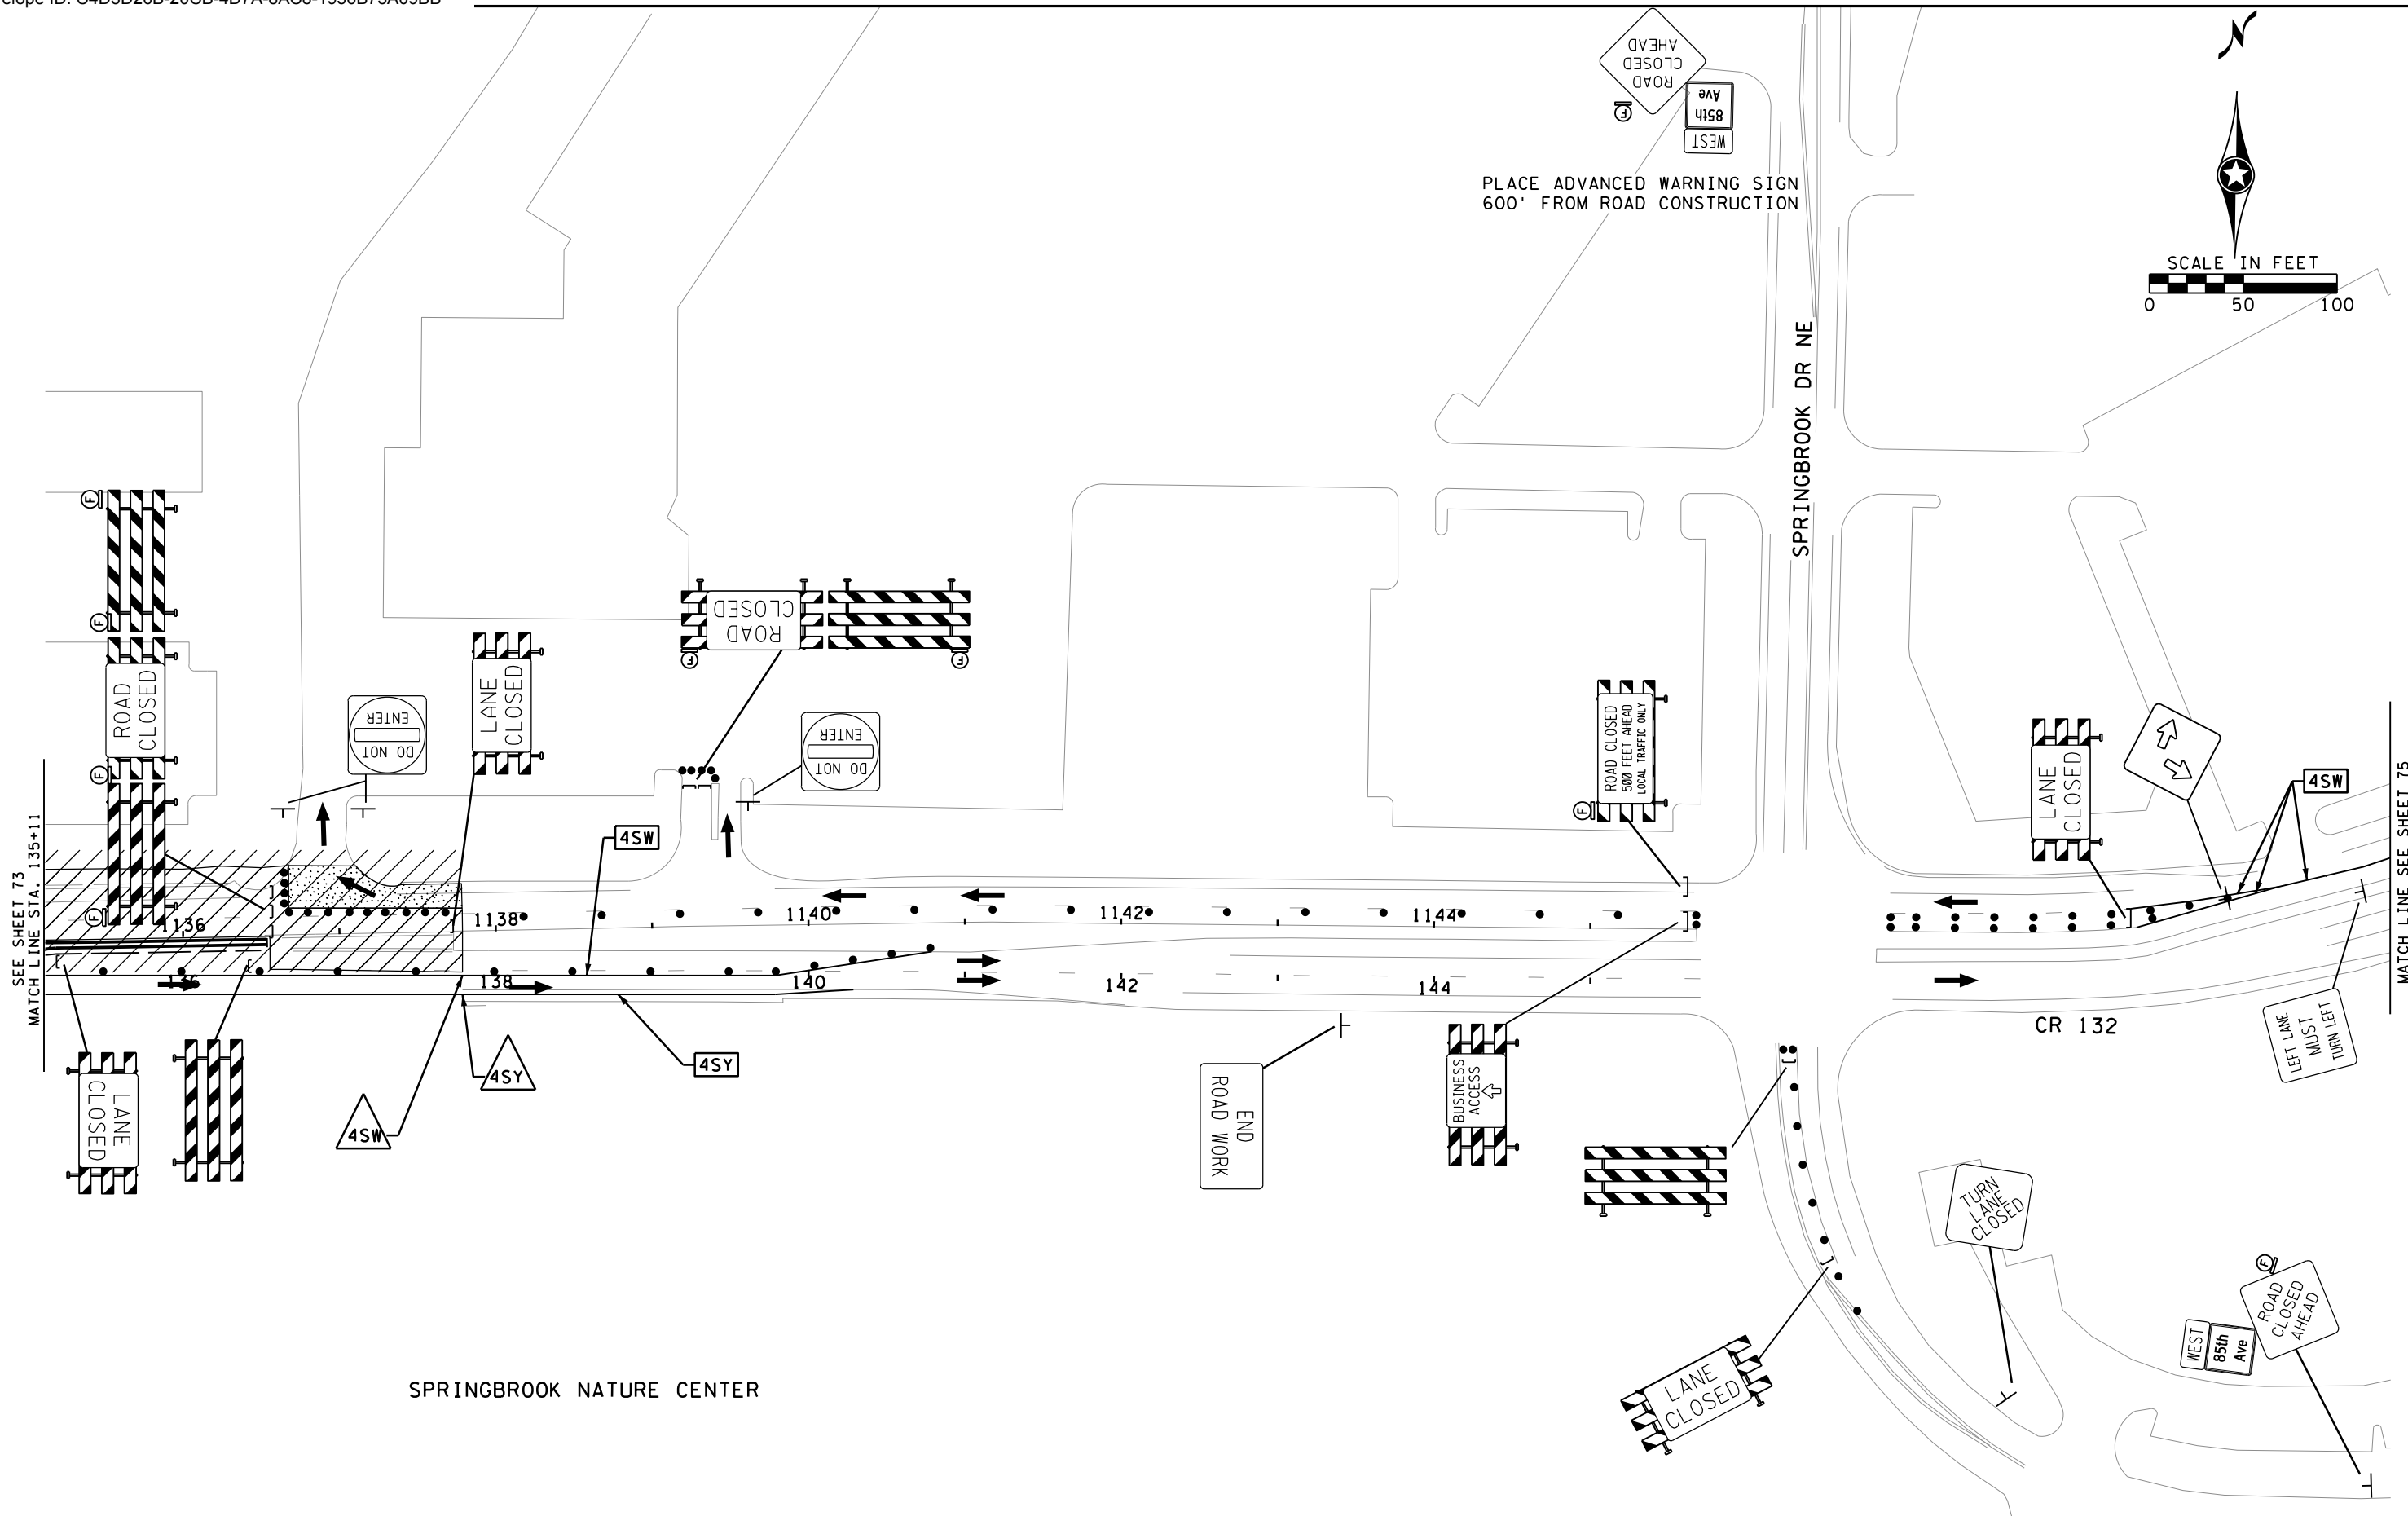 AHEAD
CLOSED
ROAD
85th
Ave
WEST
N
PLACE ADVANCED WARNING SIGN
600' FROM ROAD CONSTRUCTION
SCALE IN FEET
0 50 100
SPRINGBROOK DR NE
ROAD
CLOSED
LANE
CLOSED
ROAD
CLOSED
DO NOT
ENTER
DO NOT
ENTER
ROAD CLOSED
500 FEET AHEAD
LOCAL TRAFFIC ONLY
LANE
CLOSED
4SW
4SW
SEE SHEET 73
MATCH LINE STA. 135+11
MATCH LINE SEE SHEET 75
1136
1138
1140
1142
1144
136
138
140
142
144
CR 132
LEFT LANE
MUST
TURN LEFT
LANE
CLOSED
4SW
4SY
4SY
END
ROAD WORK
BUSINESS
ACCESS
TURN
LANE
CLOSED
ROAD
CLOSED
AHEAD
WEST
85th
Ave
LANE
CLOSED
SPRINGBROOK NATURE CENTER
F
F
F
F
F
F
F
F
F